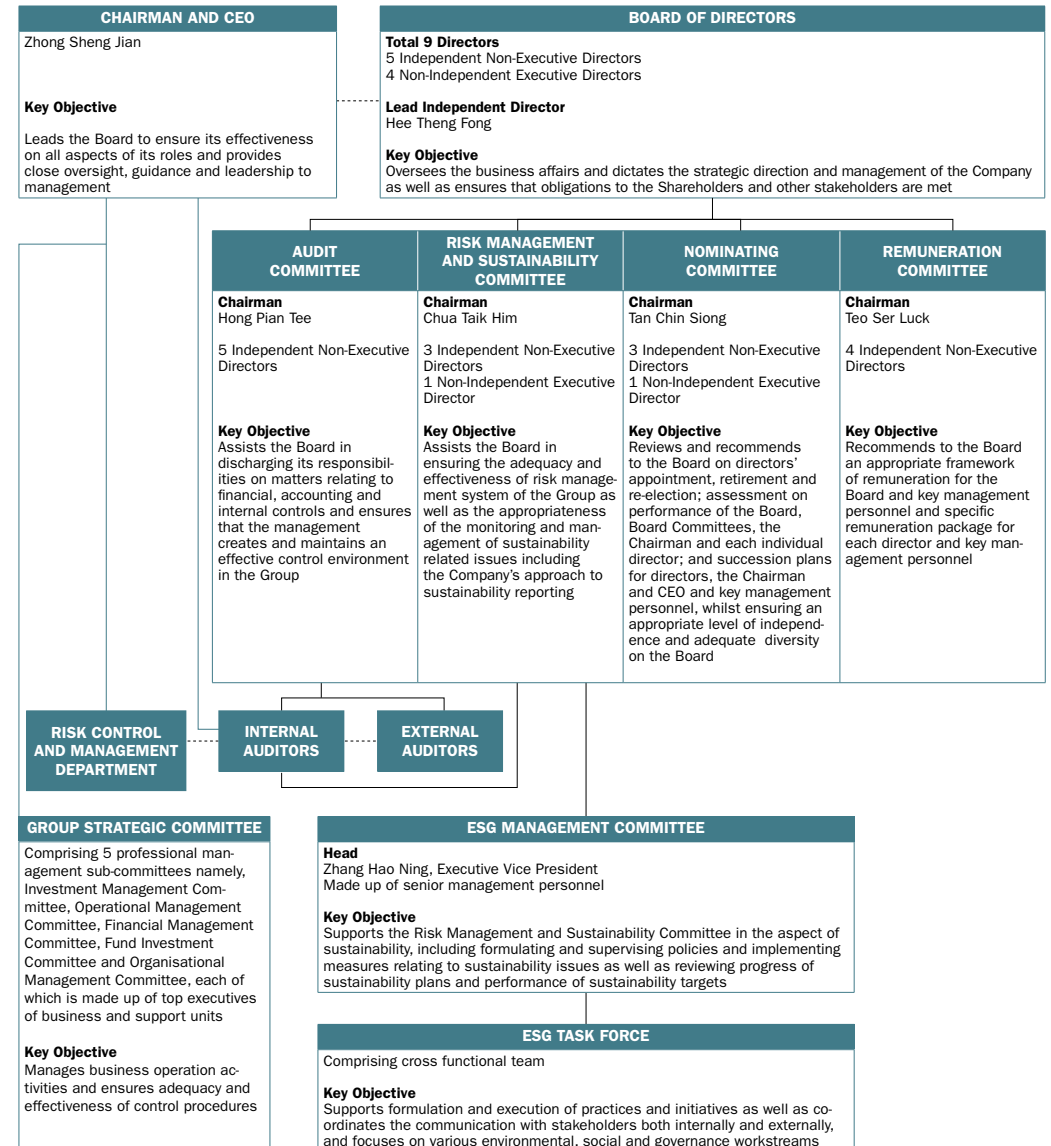 CHAIRMAN AND CEO
Zhong Sheng Jian
Key Objective
Leads the Board to ensure its effectiveness
on all aspects of its roles and provides
close oversight, guidance and leadership to
management
BOARD OF DIRECTORS
Total 9 Directors
5 Independent Non-Executive Directors
4 Non-Independent Executive Directors
Lead Independent Director
Hee Theng Fong
Key Objective
Oversees the business affairs and dictates the strategic direction and management of the Company
as well as ensures that obligations to the Shareholders and other stakeholders are met
AUDIT
COMMITTEE
Chairman
Hong Pian Tee
5 Independent Non-Executive
Directors
Key Objective
Assists the Board in
discharging its responsibil-
ities on matters relating to
financial, accounting and
internal controls and ensures
that the management
creates and maintains an
effective control environment
in the Group
RISK MANAGEMENT
AND SUSTAINABILITY
COMMITTEE
Chairman
Chua Taik Him
3 Independent Non-Executive
Directors
1 Non-Independent Executive
Director
Key Objective
Assists the Board in
ensuring the adequacy and
effectiveness of risk manage-
ment system of the Group as
well as the appropriateness
of the monitoring and man-
agement of sustainability
related issues including
the Company's approach to
sustainability reporting
NOMINATING
COMMITTEE
Chairman
Tan Chin Siong
3 Independent Non-Executive
Directors
1 Non-Independent Executive
Director
Key Objective
Reviews and recommends
to the Board on directors'
appointment, retirement and
re-election; assessment on
performance of the Board,
Board Committees, the
Chairman and each individual
director; and succession plans
for directors, the Chairman
and CEO and key management
personnel, whilst ensuring an
appropriate level of independ-
ence and adequate diversity
on the Board
REMUNERATION
COMMITTEE
Chairman
Teo Ser Luck
4 Independent Non-Executive
Directors
Key Objective
Recommends to the Board
an appropriate framework
of remuneration for the
Board and key management
personnel and specific
remuneration package for
each director and key man-
agement personnel
RISK CONTROL
AND MANAGEMENT
DEPARTMENT
INTERNAL
AUDITORS
EXTERNAL
AUDITORS
GROUP STRATEGIC COMMITTEE
Comprising 5 professional man-
agement sub-committees namely,
Investment Management Com-
mittee, Operational Management
Committee, Financial Management
Committee, Fund Investment
Committee and Organisational
Management Committee, each of
which is made up of top executives
of business and support units
Key Objective
Manages business operation ac-
tivities and ensures adequacy and
effectiveness of control procedures
ESG MANAGEMENT COMMITTEE
Head
Zhang Hao Ning, Executive Vice President
Made up of senior management personnel
Key Objective
Supports the Risk Management and Sustainability Committee in the aspect of
sustainability, including formulating and supervising policies and implementing
measures relating to sustainability issues as well as reviewing progress of
sustainability plans and performance of sustainability targets
ESG TASK FORCE
Comprising cross functional team
Key Objective
Supports formulation and execution of practices and initiatives as well as co-
ordinates the communication with stakeholders both internally and externally,
and focuses on various environmental, social and governance workstreams